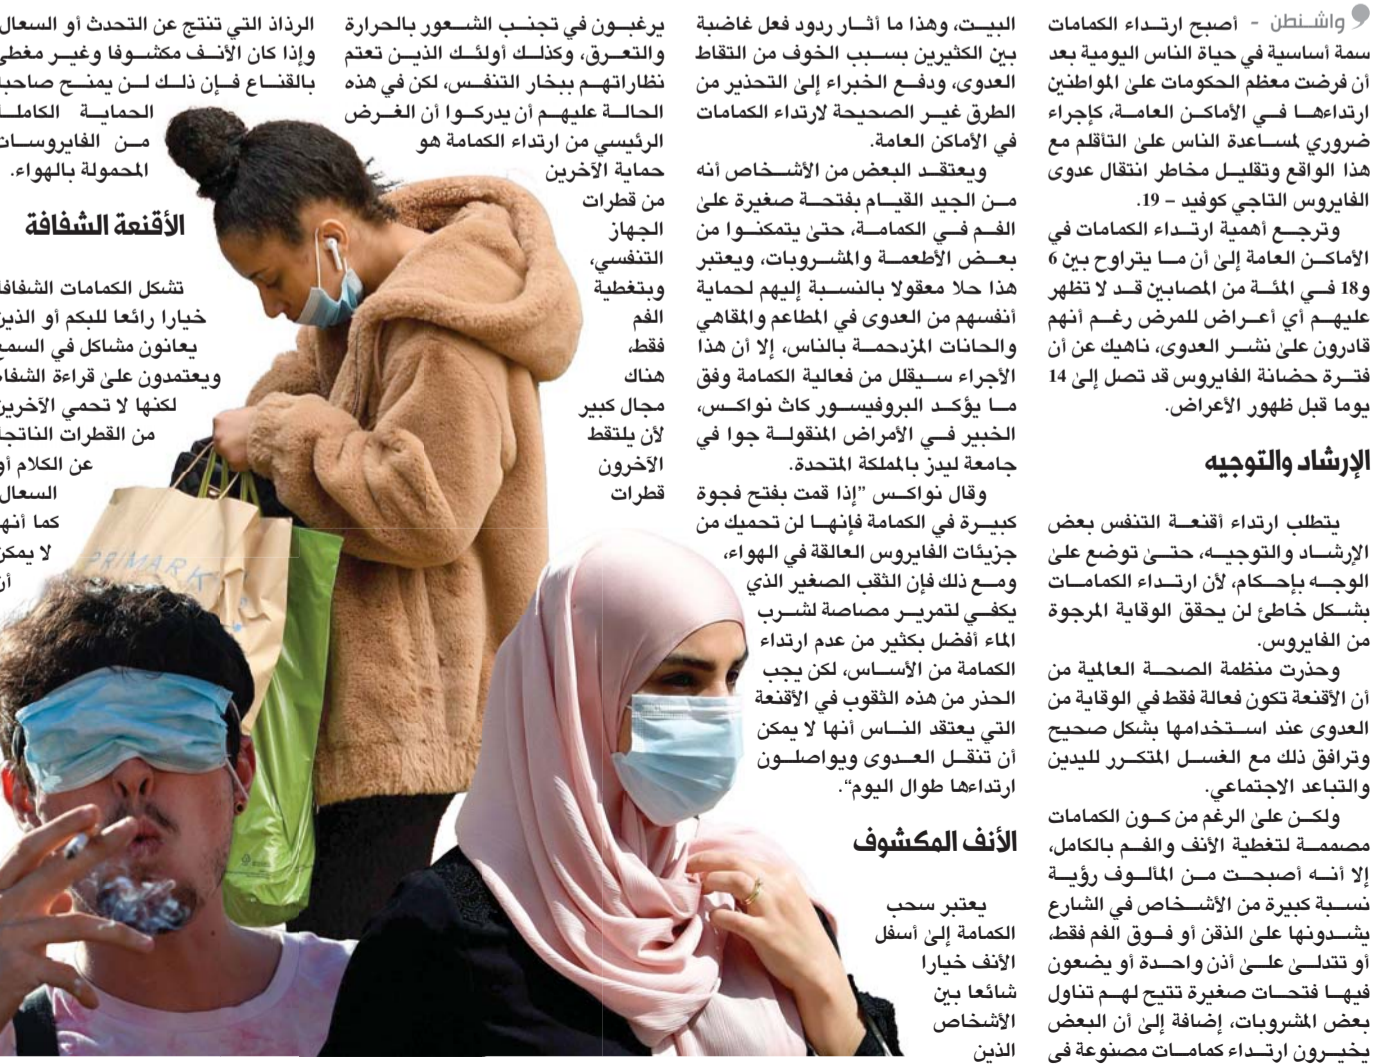 واشنطن - أصبح ارتداء الكمامات
سمة أساسية في حياة الناس اليومية بعد
أن فرضت معظم الحكومات على المواطنين
ارتداءها في الأماكن العامة، كإجراء
ضروري لمساعدة الناس على التأقلم مع
هذا الواقع وتقليل مخاطر انتقال عدوى
الفايروس التاجي كوفيد – 19.
وترجع أهمية ارتداء الكمامات في
الأماكن العامة إلى أن ما يتراوح بين 6
و18 في المئة من المصابين قد لا تظهر
عليهم أي أعراض للمرض رغم أنهم
قادرون على نشر العدوى، ناهيك عن أن
فترة حضانة الفايروس قد تصل إلى 14
يوما قبل ظهور الأعراض.
الإرشاد والتوجيه
يتطلب ارتداء أقنعة التنفس بعض
الإرشاد والتوجيه، حتى توضع على
الوجه بإحكام، لأن ارتداء الكمامات
بشكل خاطئ لن يحقق الوقاية المرجوة
من الفايروس.
وحذرت منظمة الصحة العالمية من
أن الأقنعة تكون فعالة فقط في الوقاية من
العدوى عند استخدامها بشكل صحيح
وترافق ذلك مع الغسل المتكرر لليدين
والتباعد الاجتماعي.
ولكن على الرغم من كون الكمامات
مصممة لتغطية الأنف والفم بالكامل،
إلا أنه أصبحت من المألوف رؤية
نسبة كبيرة من الأشخاص في الشارع
يشدونها على الذقن أو فوق الفم فقط،
أو تتدلى على أذن واحدة أو يضعون
فيها فتحات صغيرة تتيح لهم تناول
بعض المشروبات، إضافة إلى أن البعض
يخيرون ارتداء كمامات مصنوعة في
البيت، وهذا ما أثار ردود فعل غاضبة
بين الكثيرين بسبب الخوف من التقاط
العدوى، ودفع الخبراء إلى التحذير من
الطرق غير الصحيحة لارتداء الكمامات
في الأماكن العامة.
ويعتقد البعض من الأشخاص أنه
من الجيد القيام بفتحة صغيرة على
الفم في الكمامة، حتى يتمكنوا من
بعض الأطعمة والمشروبات، ويعتبر
هذا حلا معقولا بالنسبة إليهم لحماية
أنفسهم من العدوى في المطاعم والمقاهي
والحانات المزدحمة بالناس، إلا أن هذا
الأجراء سيقلل من فعالية الكمامة وفق
ما يؤكد البروفيسور كاث نواكس،
الخبير في الأمراض المنقولة جوا في
جامعة ليدز بالمملكة المتحدة.
وقال نواكس ”إذا قمت بفتح فجوة
كبيرة في الكمامة فإنها لن تحميك من
جزيئات الفايروس العالقة في الهواء،
ومع ذلك فإن الثقب الصغير الذي
يكفي لتمرير مصاصة لشرب
الماء أفضل بكثير من عدم ارتداء
الكمامة من الأساس، لكن يجب
الحذر من هذه الثقوب في الأقنعة
التي يعتقد الناس أنها لا يمكن
أن تنقل العدوى ويواصلون
ارتداءها طوال اليوم“.
الأنف المكشوف
يعتبر سحب
الكمامة إلى أسفل
الأنف خيارا
شائعا بين
الأشخاص
الذين
يرغبون في تجنب الشعور بالحرارة
والتعرق، وكذلك أولئك الذين تعتم
نظاراتهم ببخار التنفس، لكن في هذه
الحالة عليهم أن يدركوا أن الغرض
الرئيسي من ارتداء الكمامة هو
حماية الآخرين
من قطرات
الجهاز
التنفسي،
وبتغطية
الفم
فقط،
هناك
مجال كبير
لأن يلتقط
الآخرون
قطرات
الرذاذ التي تنتج عن التحدث أو السعال
وإذا كان الأنف مكشوفا وغير مغطى
بالقناع فإن ذلك لن يمنح صاحبا
الحماية الكاملا
من الفايروسات
المحمولة بالهواء.
الأقنعة الشفافة
تشكل الكمامات الشفافا
خيارا رائعا للبكم أو الذين
يعانون مشاكل في السمع
ويعتمدون على قراءة الشفاه
لكنها لا تحمي الآخرين
من القطرات الناتجا
عن الكلام أو
السعال
كما أنها
لا يمكن
أن
PRIMARK